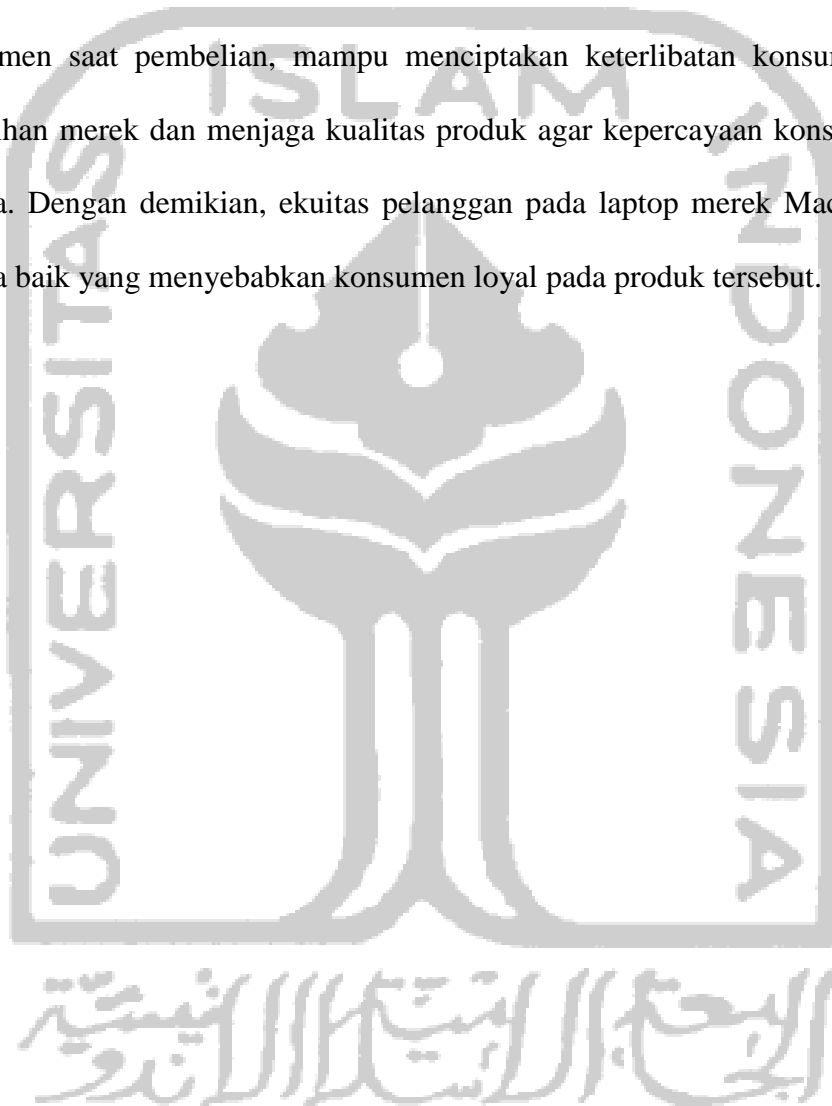 men saat pembelian, mampu menciptakan keterlibatan konsu
han merek dan menjaga kualitas produk agar kepercayaan kons
a. Dengan demikian, ekuitas pelanggan pada laptop merek Mac
a baik yang menyebabkan konsumen loyal pada produk tersebut.
ISLAM
UNIVERSITAS
INDONESIA